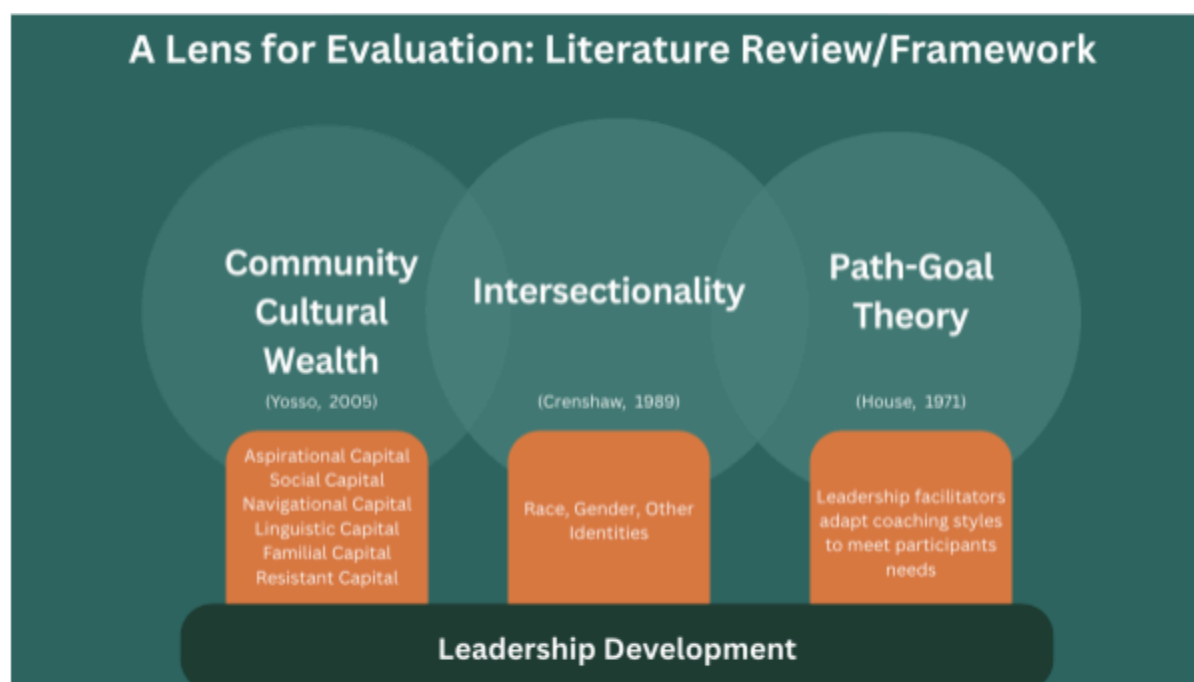 A Lens for Evaluation: Literature Review/Framework
Community
Cultural
Wealth
(Yosso, 2005)
Aspirational Capital
Social Capital
Navigational Capital
Linguistic Capital
Familial Capital
Resistant Capital
Intersectionality
(Crenshaw, 1989)
Race, Gender, Other
Identities
Path-Goal
Theory
(House, 1971)
Leadership facilitators
adapt coaching styles
to meet participants
needs
Leadership Development